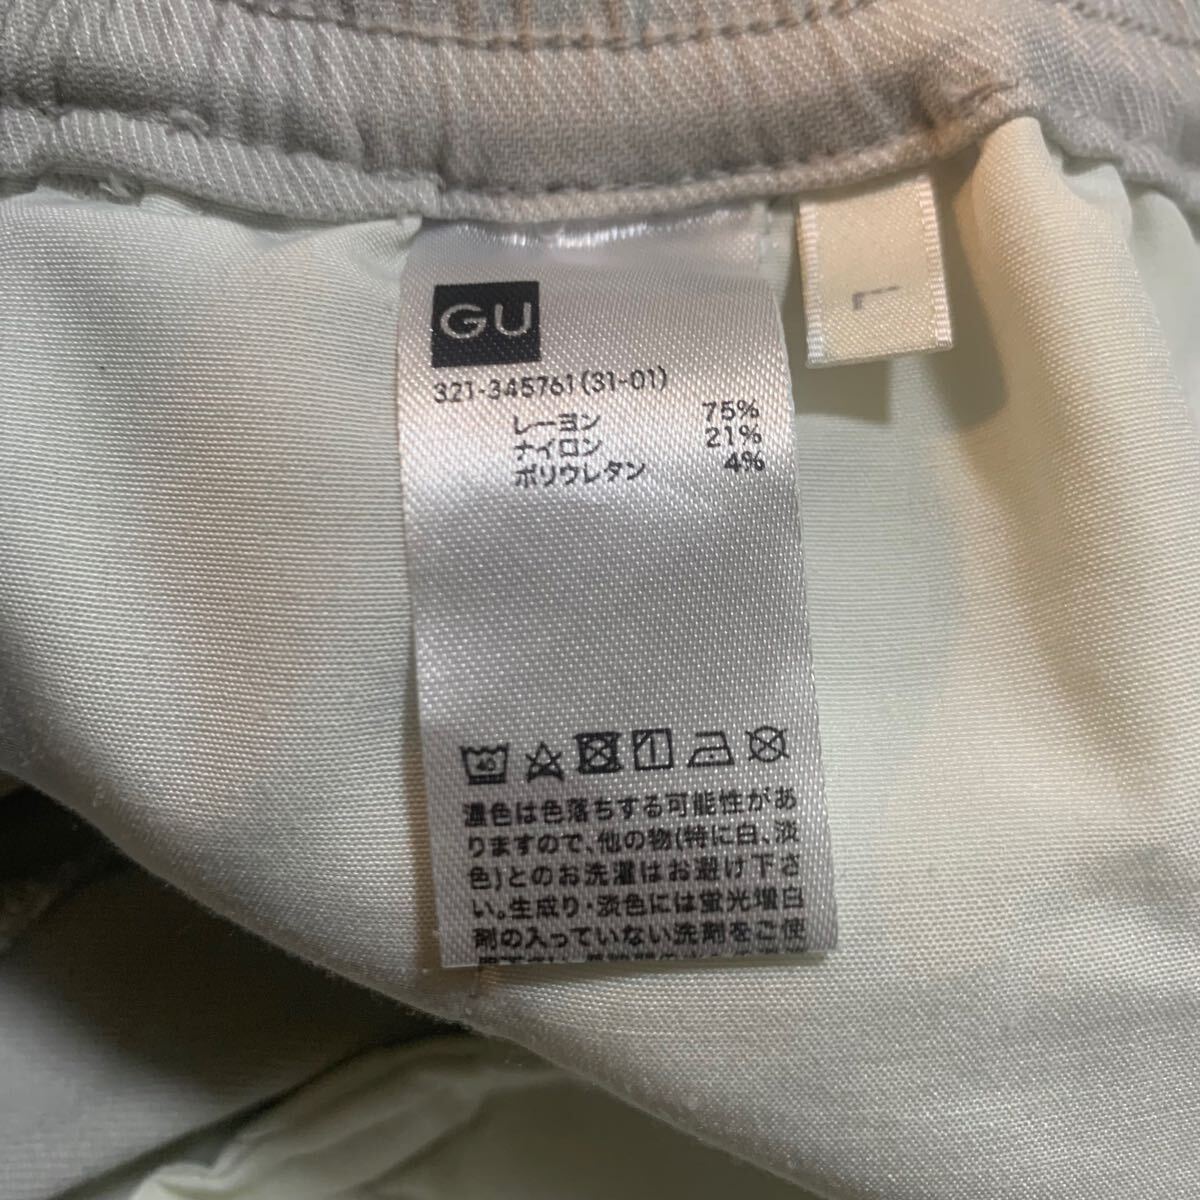 GU
321-345761(31-01)
レーヨン 75%
ナイロン 21%
ポリウレタン 4%
L
40
濃色は色落ちする可能性があ
りますので、他の物(特に白、淡
色)とのお洗濯はお避け下さ
い。生成り・淡色には蛍光増白
剤の入っていない洗剤をご使